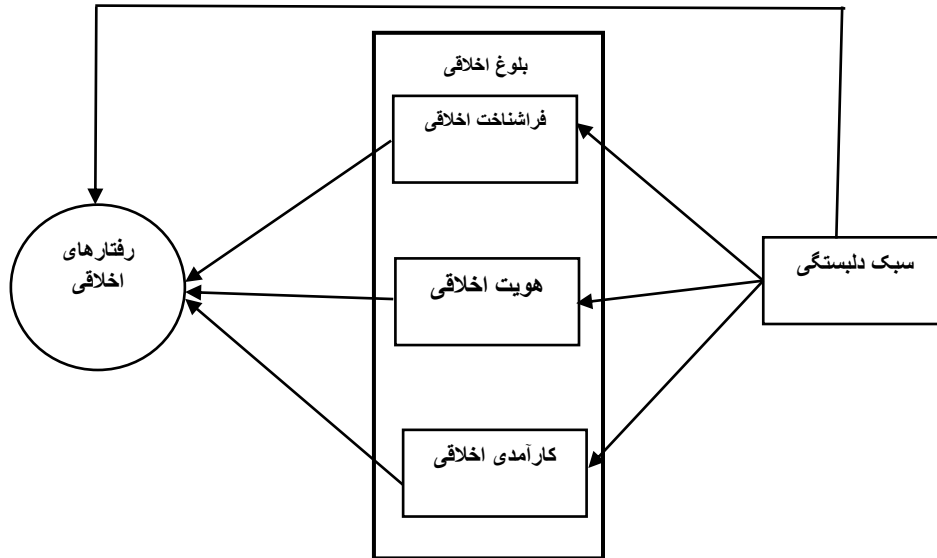 بلوغ اخلاقی
فراشناخت اخلاقی
سبک دلبستگی
هویت اخلاقی
رفتارهای
اخلاقی
کارآمدی اخلاقی